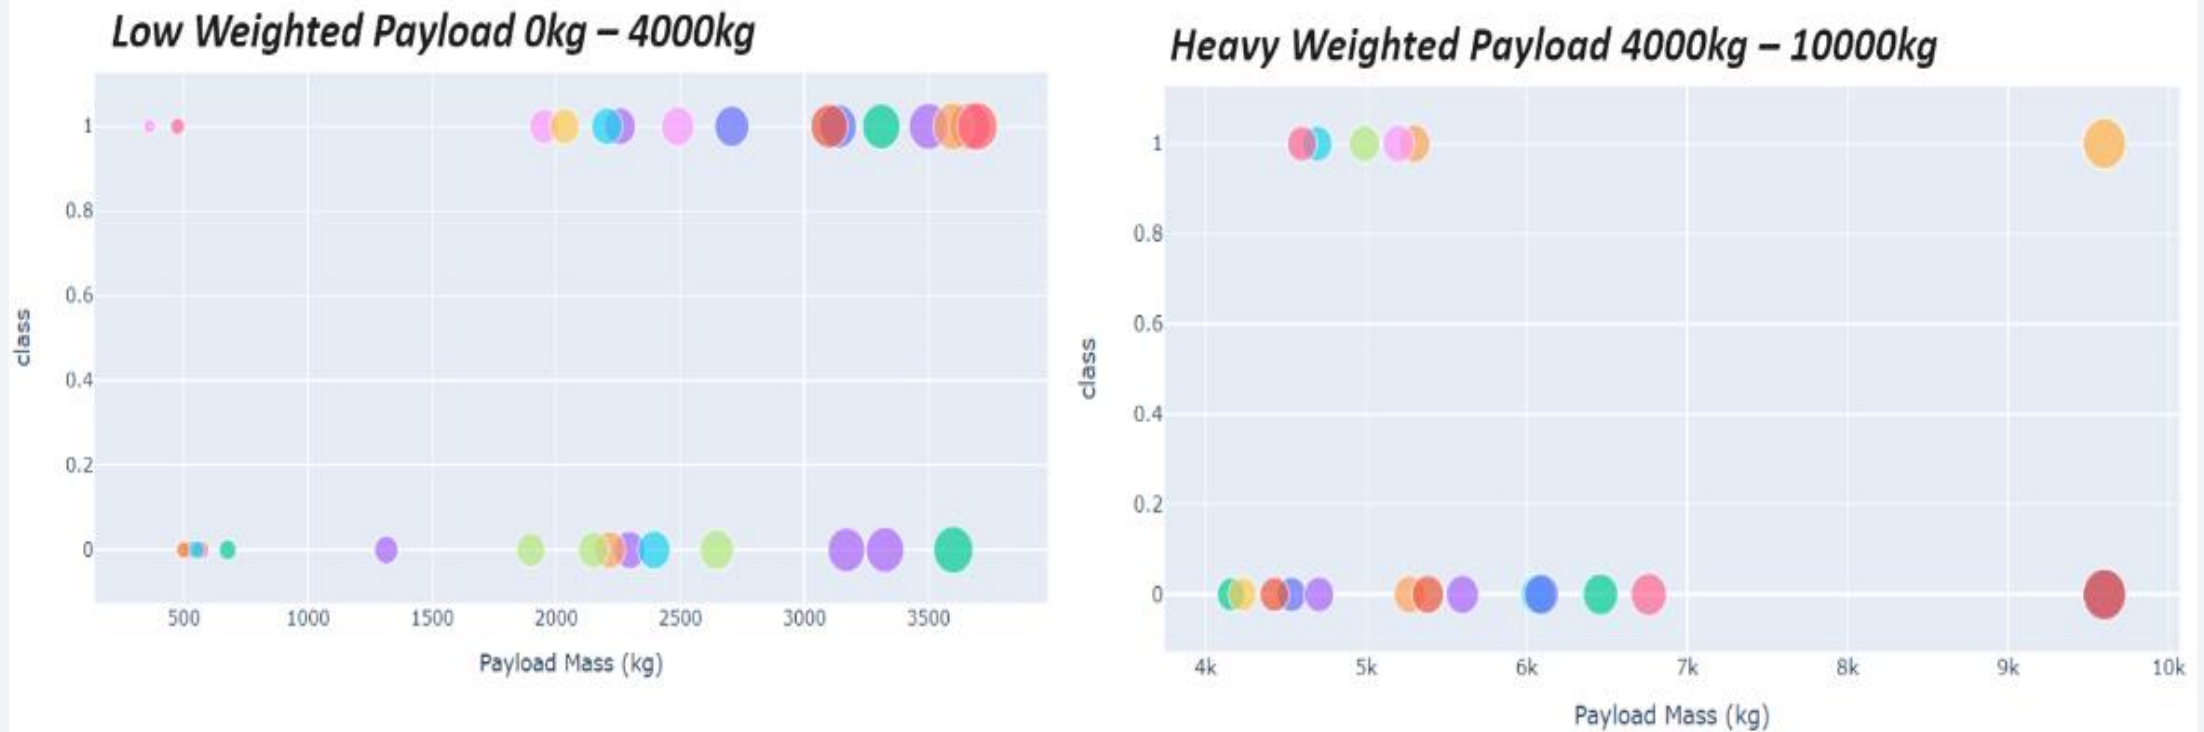 Low Weighted Payload 0kg – 4000kg
1
0.8
0.6
0.4
0.2
0
class
500 1000 1500 2000 2500 3000 3500
Payload Mass (kg)
Heavy Weighted Payload 4000kg – 10000kg
1
0.8
0.6
0.4
0.2
0
class
4k 5k 6k 7k 8k 9k 10k
Payload Mass (kg)